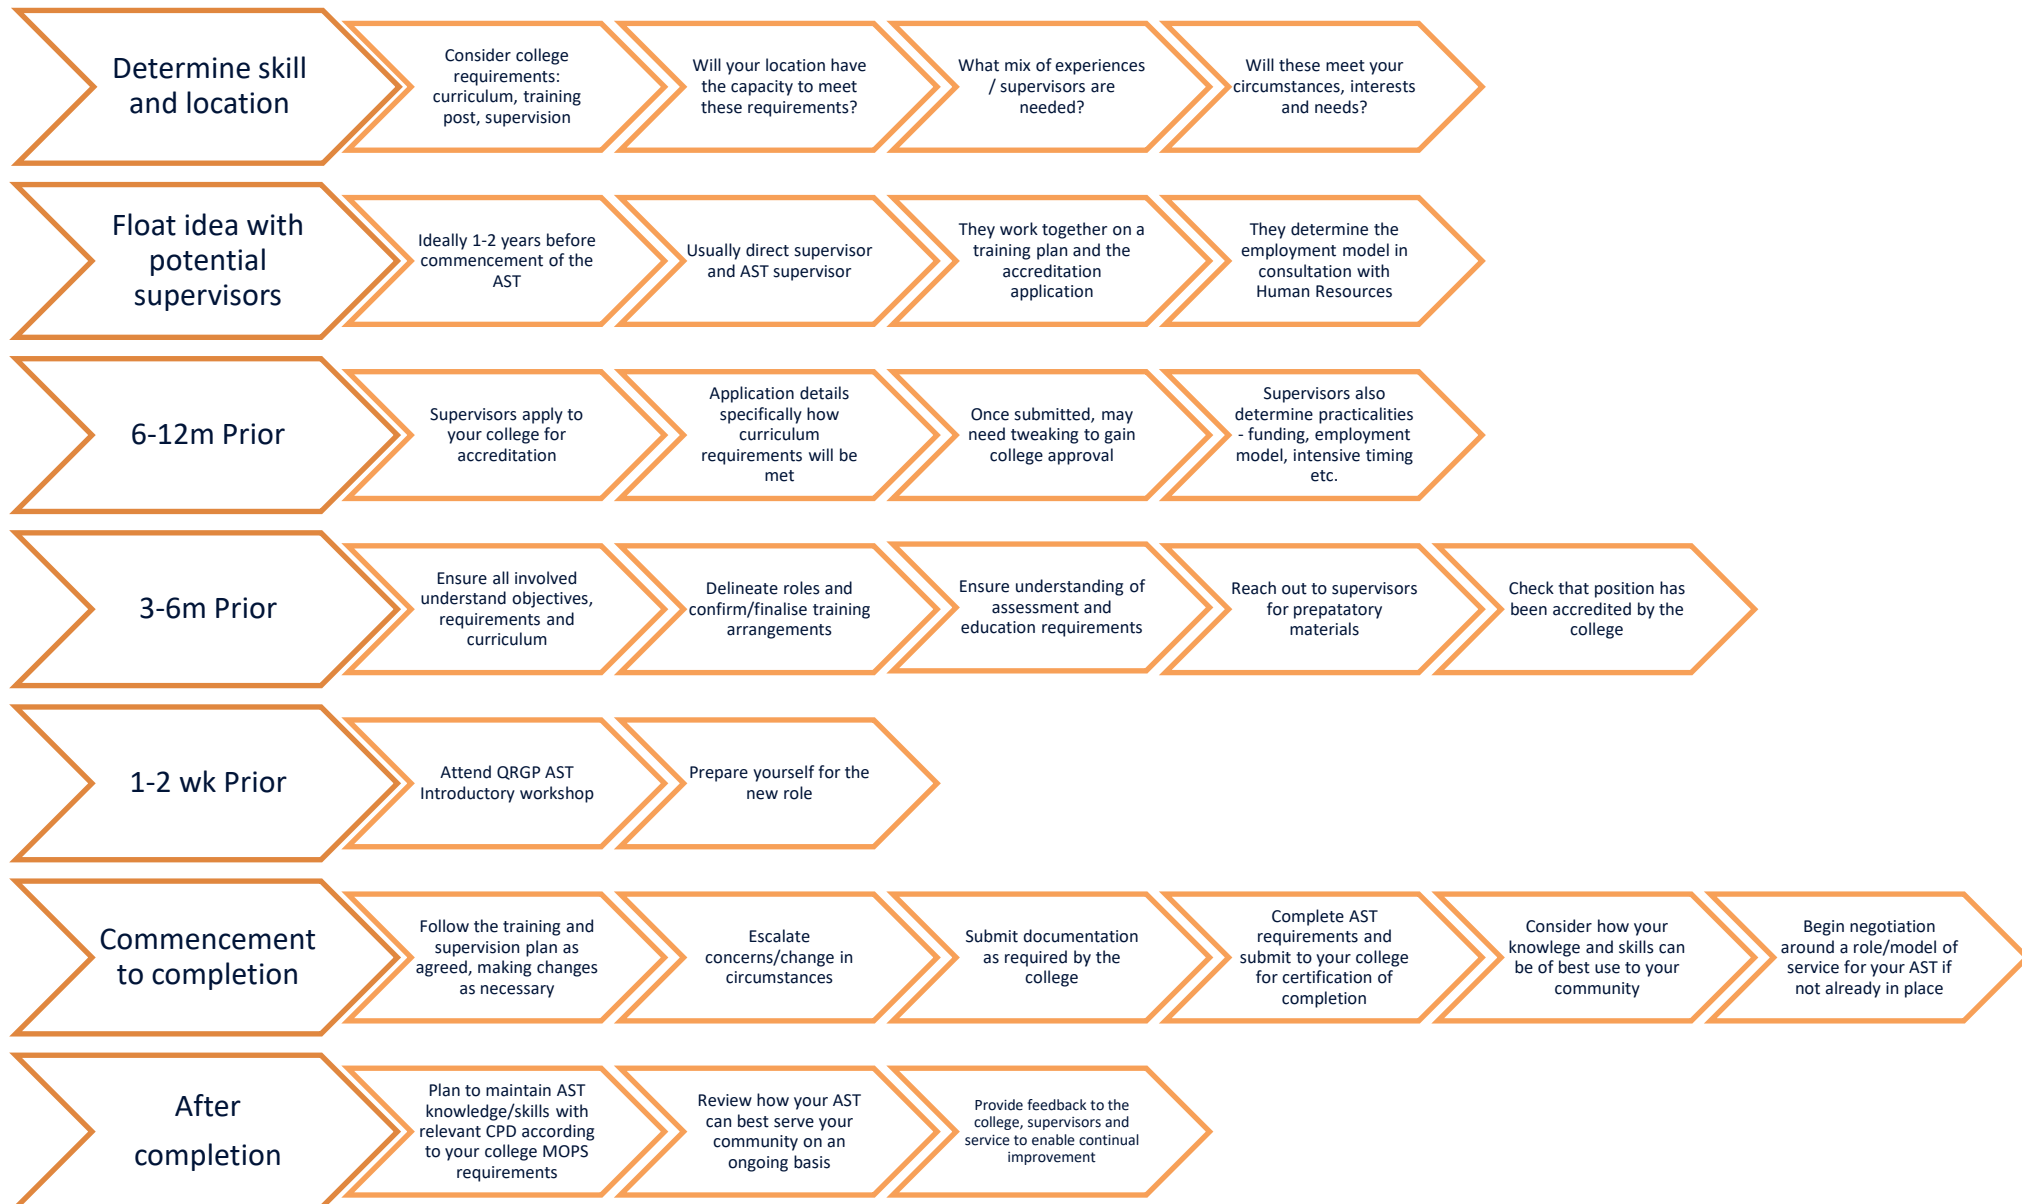 Determine skill
and location
Consider college
requirements:
curriculum, training
post, supervision
Will your location have
the capacity to meet
these requirements?
What mix of experiences
/ supervisors are
needed?
Will these meet your
circumstances, interests
and needs?
Float idea with
potential
supervisors
Ideally 1-2 years before
commencement of the
AST
Usually direct supervisor
and AST supervisor
They work together on a
training plan and the
accreditation
application
They determine the
employment model in
consultation with
Human Resources
6-12m Prior
Supervisors apply to
your college for
accreditation
Application details
specifically how
curriculum
requirements will be
met
Once submitted, may
need tweaking to gain
college approval
Supervisors also
determine practicalities
- funding, employment
model, intensive timing
etc.
3-6m Prior
Ensure all involved
understand objectives,
requirements and
curriculum
Delineate roles and
confirm/finalise training
arrangements
Ensure understanding of
assessment and
education requirements
Reach out to supervisors
for prepatatory
materials
Check that position has
been accredited by the
college
1-2 wk Prior
Attend QRGP AST
Introductory workshop
Prepare yourself for the
new role
Commencement
to completion
Follow the training and
supervision plan as
agreed, making changes
as necessary
Escalate
concerns/change in
circumstances
Submit documentation
as required by the
college
Complete AST
requirements and
submit to your college
for certification of
completion
Consider how your
knowlege and skills can
be of best use to your
community
Begin negotiation
around a role/model of
service for your AST if
not already in place
After
completion
Plan to maintain AST
knowledge/skills with
relevant CPD according
to your college MOPS
requirements
Review how your AST
can best serve your
community on an
ongoing basis
Provide feedback to the
college, supervisors and
service to enable continual
improvement